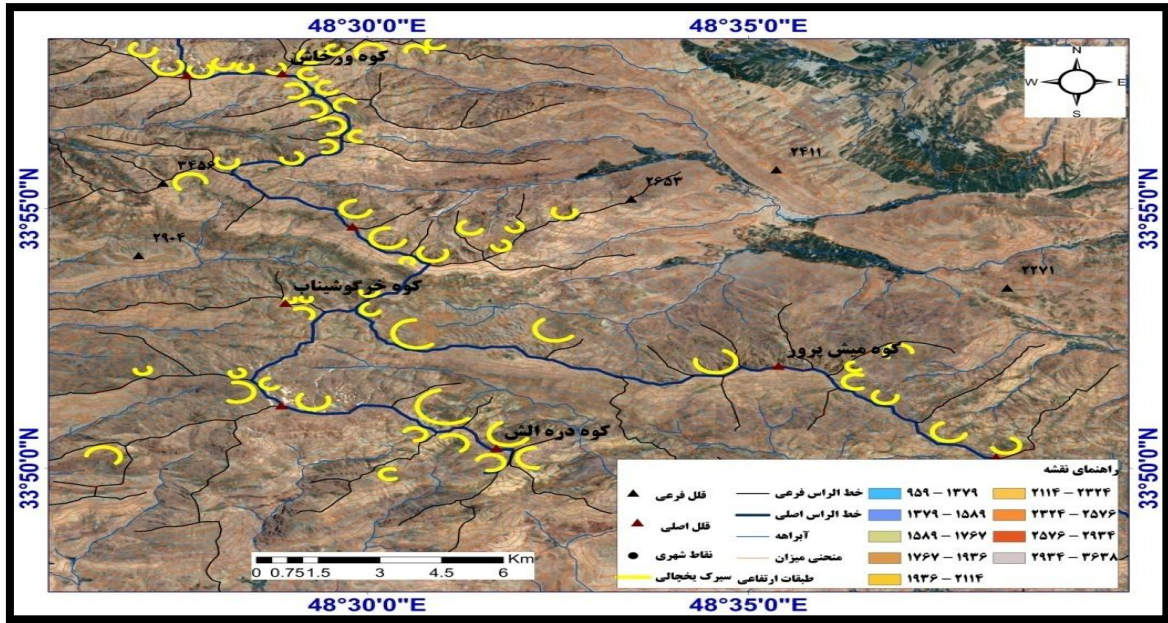 48°30'0"E
48°35'0"E
کوه ورخاش
N
W
E
S
۳۴۵۶
۲۴۱۱
۲۶۵۳
33°55'0"N
33°55'0"N
۲۹۰۴
۲۲۷۱
کوه خرگوشیناب
کوه میش پرور
کوه دره الش
33°50'0"N
33°50'0"N
راهنمای نقشه
قلل فرعی
خط الراس فرعی
۹۵۹ – ۱۳۷۹
۲۱۱۴ – ۲۳۲۴
قلل اصلی
خط الراس اصلی
۱۳۷۹ – ۱۵۸۹
۲۳۲۴ – ۲۵۷۶
آبراهه
۱۵۸۹ – ۱۷۶۷
۲۵۷۶ – ۲۹۳۴
نقاط شهری
منحنی میزان
۱۷۶۷ – ۱۹۳۶
۲۹۳۴ – ۳۶۳۸
سیرک یخچالی
طبقات ارتفاعی
۱۹۳۶ – ۲۱۱۴
Km
0 0.75 1.5 3 4.5 6
48°30'0"E
48°35'0"E